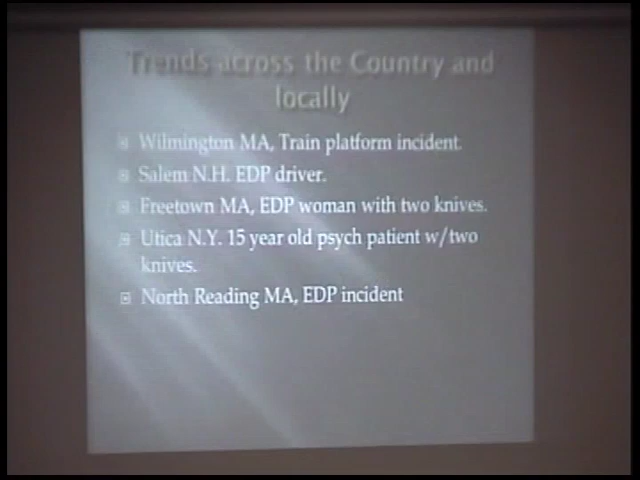 Trends across the Country and
locally
Wilmington MA, Train platform incident.
Salem N.H. EDP driver.
Freetown MA, EDP woman with two knives.
Utica N.Y. 15 year old psych patient w/two
knives.
North Reading MA, EDP incident